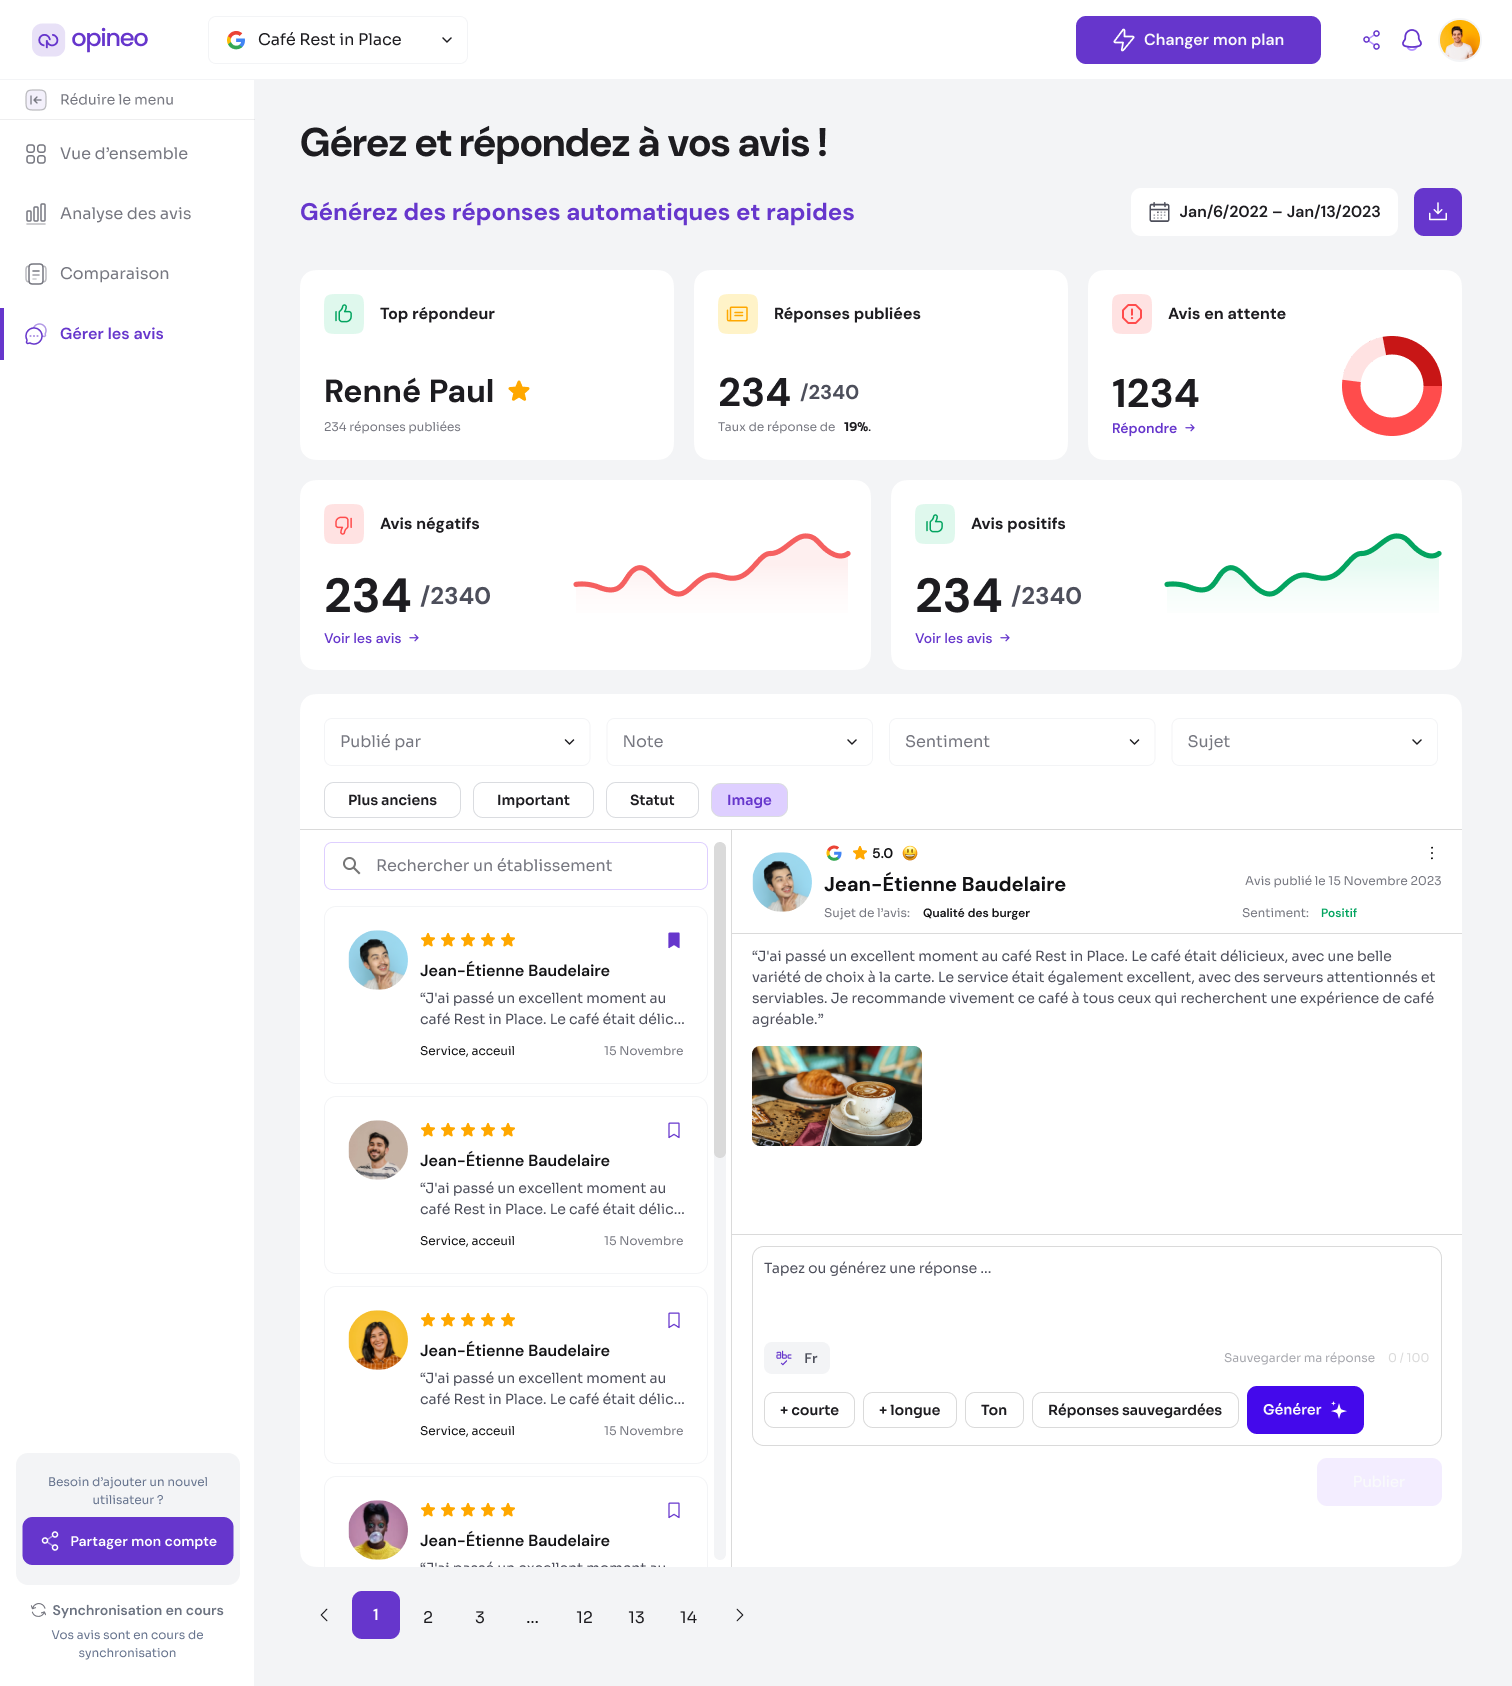 opineo
Café Rest in Place
Changer mon plan
Réduire le menu
Vue d'ensemble
Analyse des avis
Comparaison
Gérer les avis
Gérez et répondez à vos avis !
Générez des réponses automatiques et rapides
Jan/6/2022 – Jan/13/2023
Top répondeur
Renné Paul
234 réponses publiées
Réponses publiées
234 /2340
Taux de réponse de 19%.
Avis en attente
1234
Répondre →
Avis négatifs
234 /2340
Voir les avis →
Avis positifs
234 /2340
Voir les avis →
Publié par
Note
Sentiment
Sujet
Plus anciens
Important
Statut
Image
Rechercher un établissement
Jean-Étienne Baudelaire
“J'ai passé un excellent moment au
café Rest in Place. Le café était délic...
Service, acceuil
15 Novembre
Jean-Étienne Baudelaire
“J'ai passé un excellent moment au
café Rest in Place. Le café était délic...
Service, acceuil
15 Novembre
Jean-Étienne Baudelaire
“J'ai passé un excellent moment au
café Rest in Place. Le café était délic...
Service, acceuil
15 Novembre
Jean-Étienne Baudelaire
“J'ai passé un excellent moment au
5.0
Jean-Étienne Baudelaire
Avis publié le 15 Novembre 2023
Sujet de l'avis: Qualité des burger
Sentiment: Positif
“J'ai passé un excellent moment au café Rest in Place. Le café était délicieux, avec une belle
variété de choix à la carte. Le service était également excellent, avec des serveurs attentionnés et
serviables. Je recommande vivement ce café à tous ceux qui recherchent une expérience de café
agréable.”
Tapez ou générez une réponse ...
abc Fr
Sauvegarder ma réponse 0 / 100
+ courte
+ longue
Ton
Réponses sauvegardées
Générer
Publier
Besoin d'ajouter un nouvel
utilisateur ?
Partager mon compte
Synchronisation en cours
Vos avis sont en cours de
synchronisation
1 2 3 ... 12 13 14